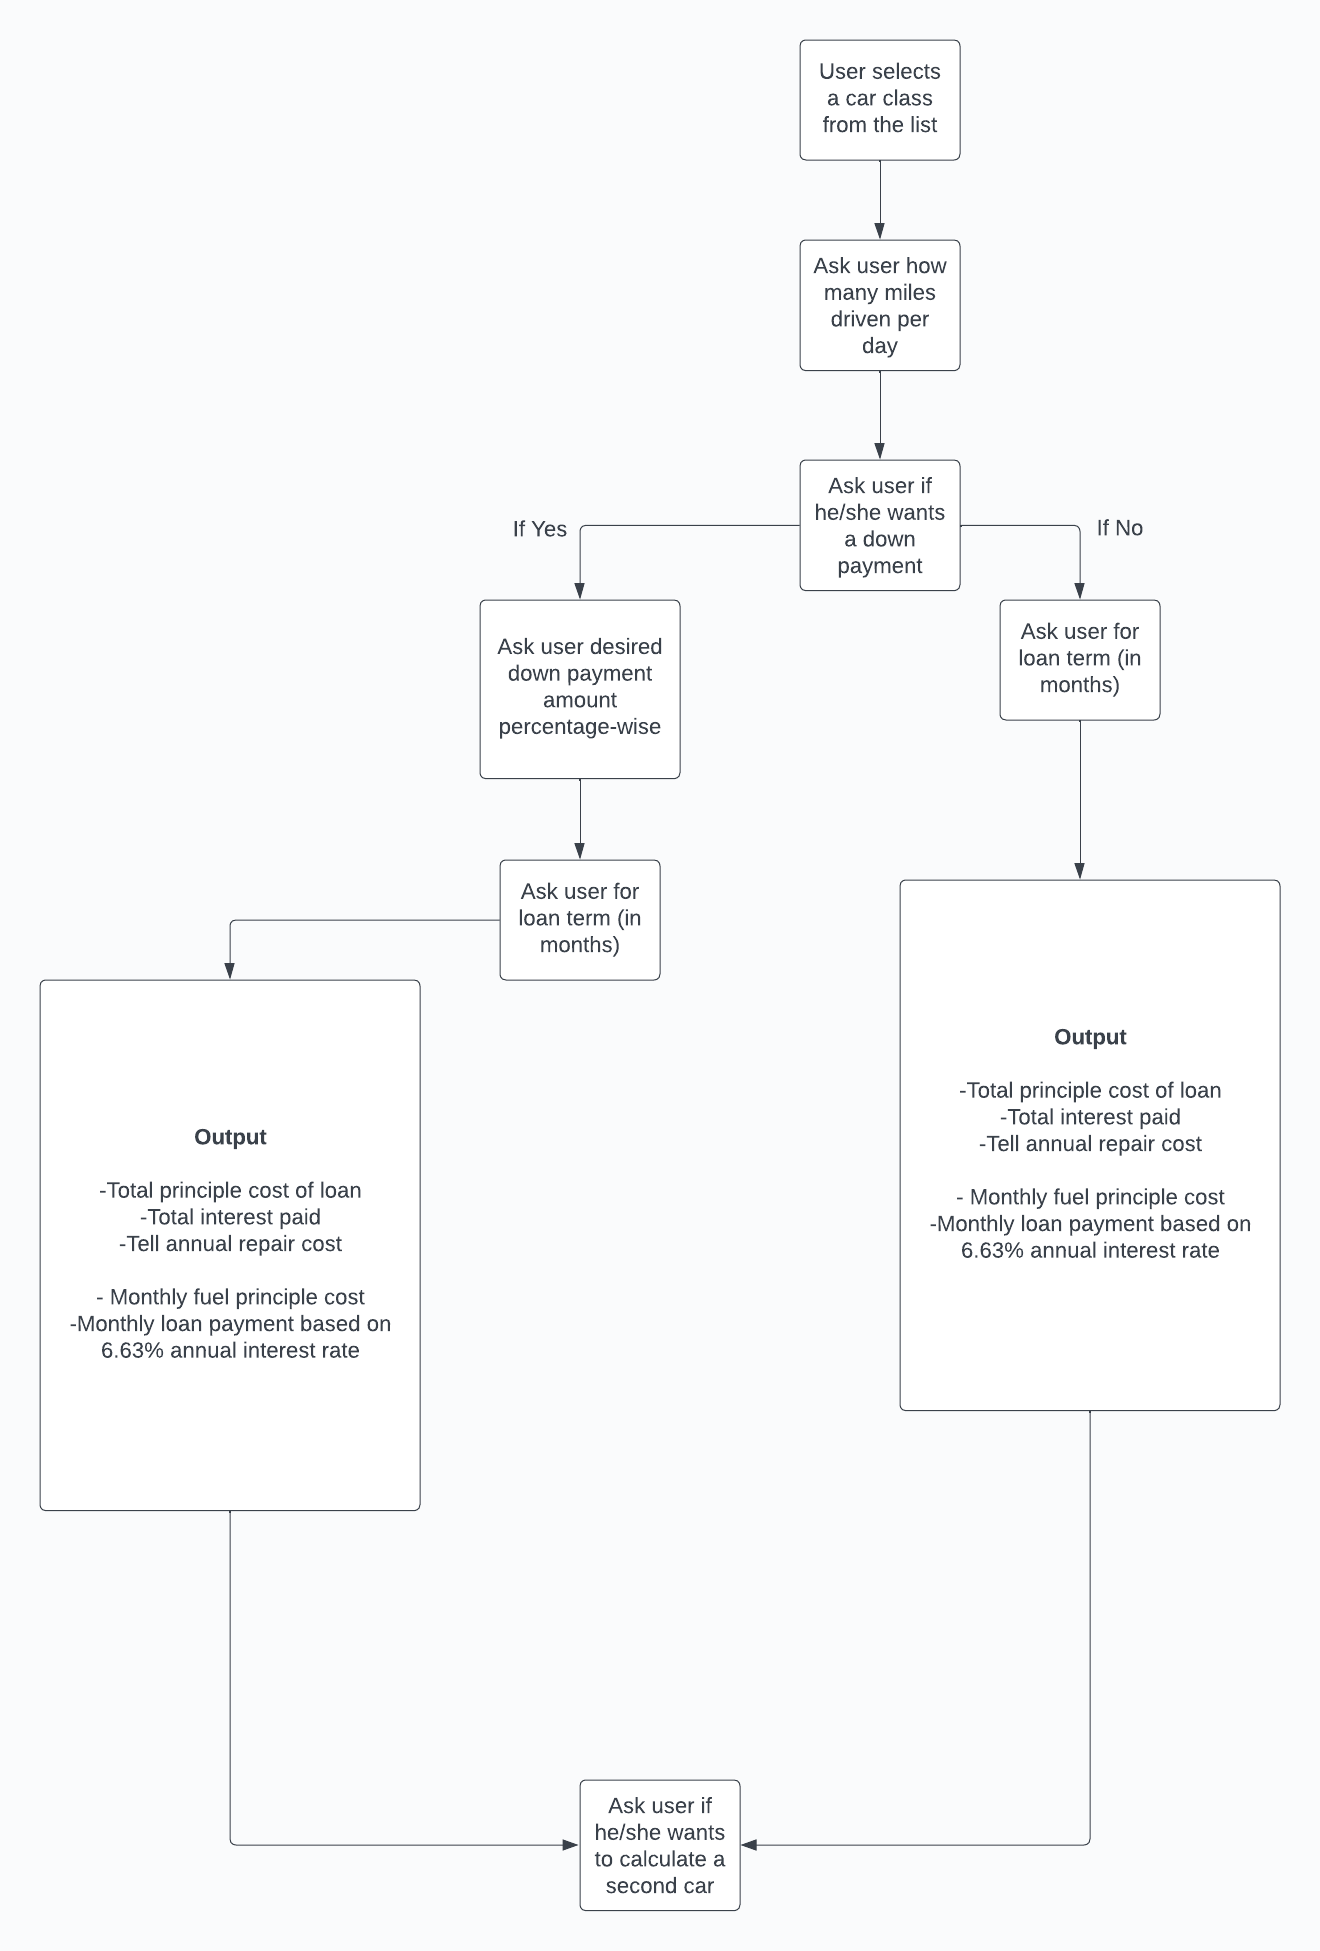 User selects
a car class
from the list
Ask user how
many miles
driven per
day
Ask user if
he/she wants
a down
payment
If Yes
If No
Ask user desired
down payment
amount
percentage-wise
Ask user for
loan term (in
months)
Ask user for
loan term (in
months)
Output
-Total principle cost of loan
-Total interest paid
-Tell annual repair cost
- Monthly fuel principle cost
-Monthly loan payment based on
6.63% annual interest rate
Output
-Total principle cost of loan
-Total interest paid
-Tell annual repair cost
- Monthly fuel principle cost
-Monthly loan payment based on
6.63% annual interest rate
Ask user if
he/she wants
to calculate a
second car